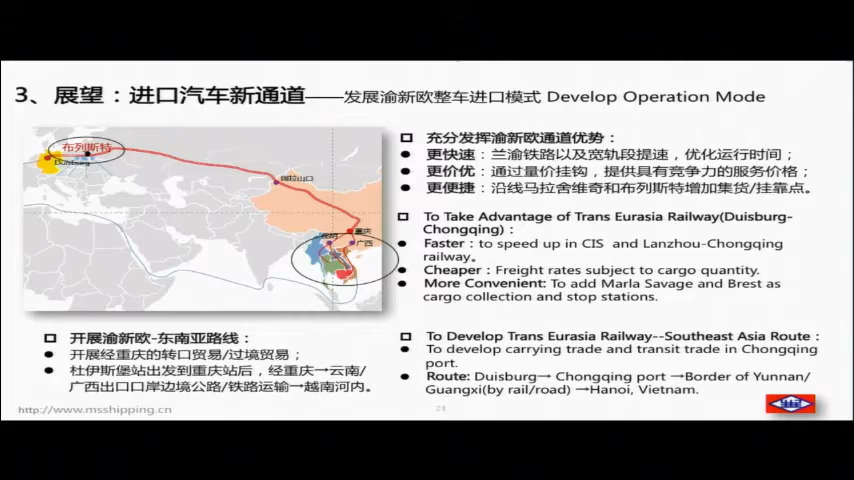 3、展望：进口汽车新通道——发展渝新欧整车进口模式 Develop Operation Mode
布列斯特
Duisburg
阿拉山口
重庆
昆明
广西
充分发挥渝新欧通道优势：
更快速：兰渝铁路以及宽轨段提速，优化运行时间；
更价优：通过量价挂钩，提供具有竞争力的服务价格；
更便捷：沿线马拉舍维奇和布列斯特增加集货/挂靠点。
To Take Advantage of Trans Eurasia Railway(Duisburg-
Chongqing)：
Faster：to speed up in CIS and Lanzhou-Chongqing
railway。
Cheaper：Freight rates subject to cargo quantity.
More Convenient: To add Marla Savage and Brest as
cargo collection and stop stations.
开展渝新欧-东南亚路线：
开展经重庆的转口贸易/过境贸易；
杜伊斯堡站出发到重庆站后，经重庆→云南/
广西出口口岸边境公路/铁路运输→越南河内。
To Develop Trans Eurasia Railway--Southeast Asia Route：
To develop carrying trade and transit trade in Chongqing
port.
Route: Duisburg→ Chongqing port →Border of Yunnan/
Guangxi(by rail/road) →Hanoi, Vietnam.
http://www.msshipping.cn
24